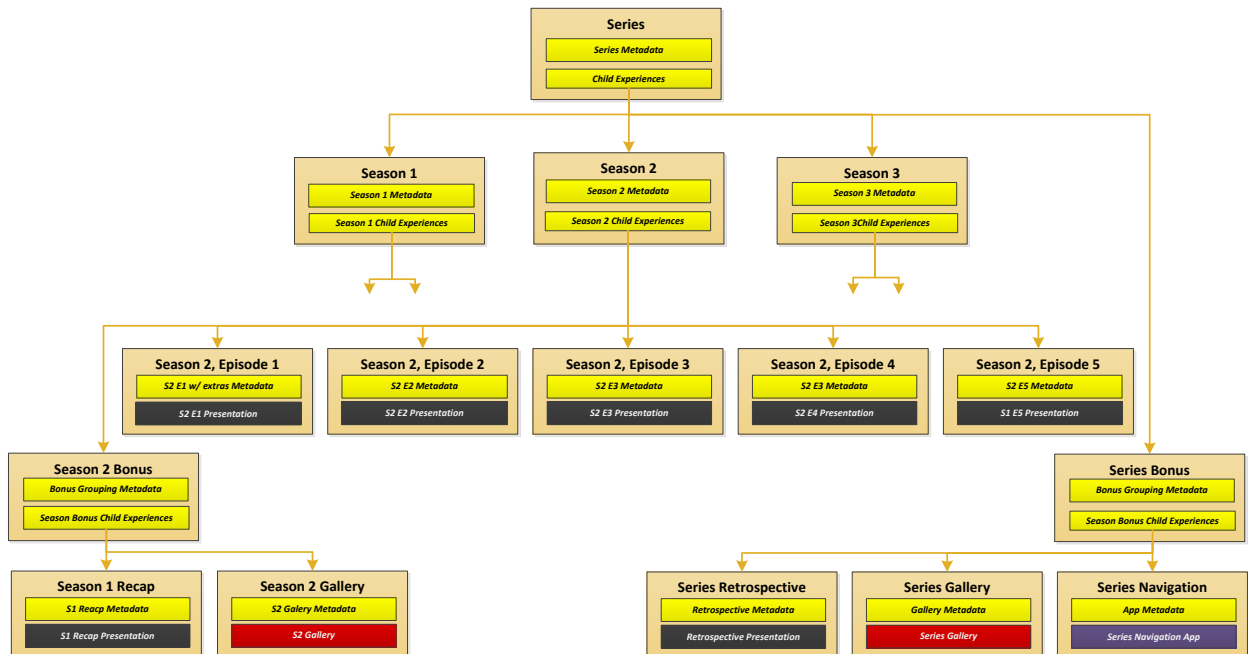 Series
Series Metadata
Child Experiences
Season 1
Season 1 Metadata
Season 1 Child Experiences
Season 2
Season 2 Metadata
Season 2 Child Experiences
Season 3
Season 3 Metadata
Season 3Child Experiences
Season 2, Episode 1
S2 E1 w/ extras Metadata
S2 E1 Presentation
Season 2, Episode 2
S2 E2 Metadata
S2 E2 Presentation
Season 2, Episode 3
S2 E3 Metadata
S2 E3 Presentation
Season 2, Episode 4
S2 E3 Metadata
S2 E4 Presentation
Season 2, Episode 5
S2 E5 Metadata
S1 E5 Presentation
Season 2 Bonus
Bonus Grouping Metadata
Season Bonus Child Experiences
Series Bonus
Bonus Grouping Metadata
Season Bonus Child Experiences
Season 1 Recap
S1 Reacp Metadata
S1 Recap Presentation
Season 2 Gallery
S2 Galery Metadata
S2 Gallery
Series Retrospective
Retrospective Metadata
Retrospective Presentation
Series Gallery
Gallery Metadata
Series Gallery
Series Navigation
App Metadata
Series Navigation App